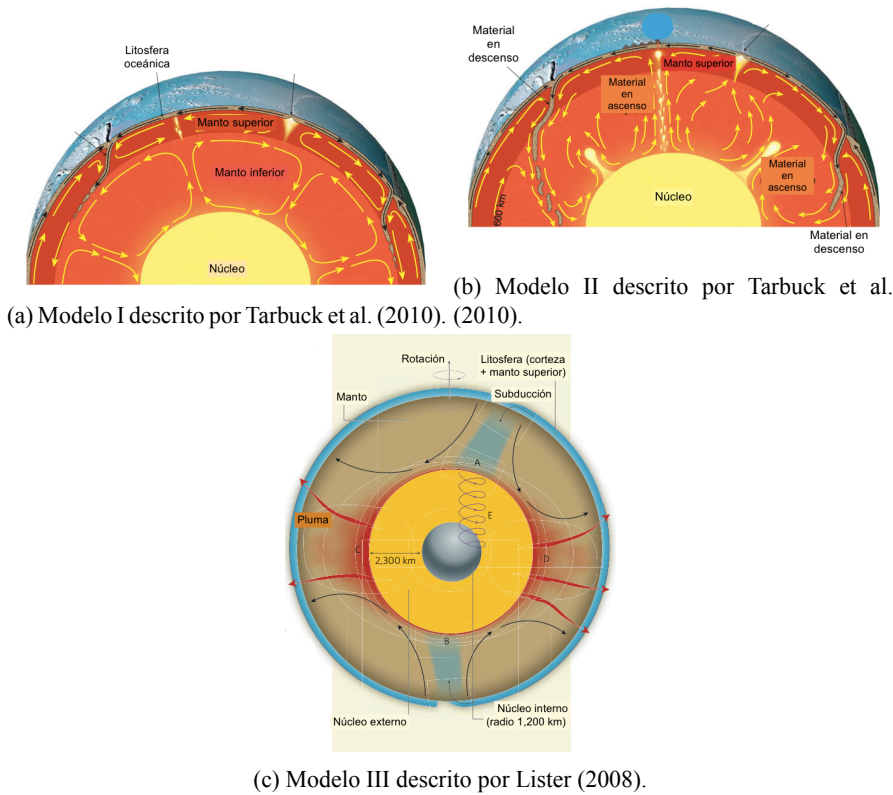 Litosfera
oceánica
Manto superior
Manto inferior
Núcleo
(a) Modelo I descrito por Tarbuck et al. (2010).
Material
en
descenso
Manto superior
Material
en
ascenso
Material
en
ascenso
Núcleo
660 km
Material en
descenso
(b) Modelo II descrito por Tarbuck et al.
(2010).
Rotación
Litosfera (corteza
+ manto superior)
Manto
Subducción
A
E
Pluma
C
2,300 km
D
B
Núcleo externo
Núcleo interno
(radio 1,200 km)
(c) Modelo III descrito por Lister (2008).